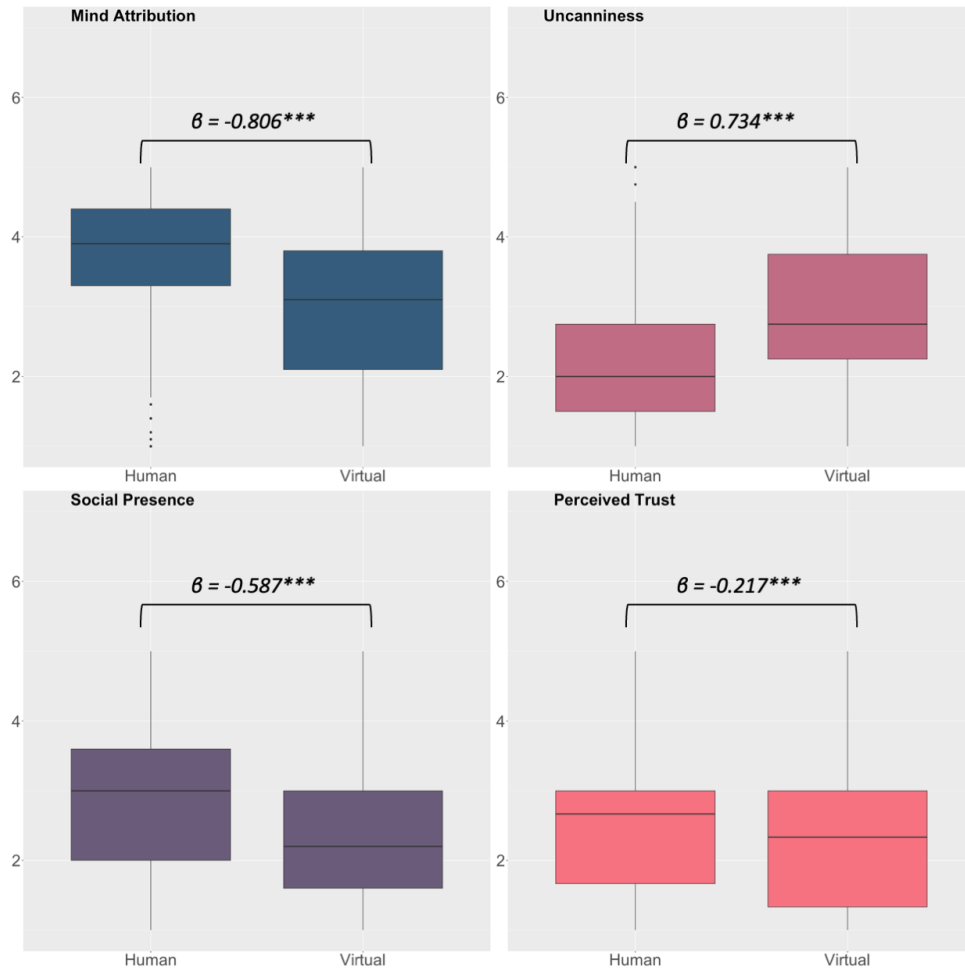 Mind Attribution
6
4
2
β = -0.806***
Human
Virtual
Uncanniness
6
4
2
β = 0.734***
Human
Virtual
Social Presence
6
4
2
β = -0.587***
Human
Virtual
Perceived Trust
6
4
2
β = -0.217***
Human
Virtual